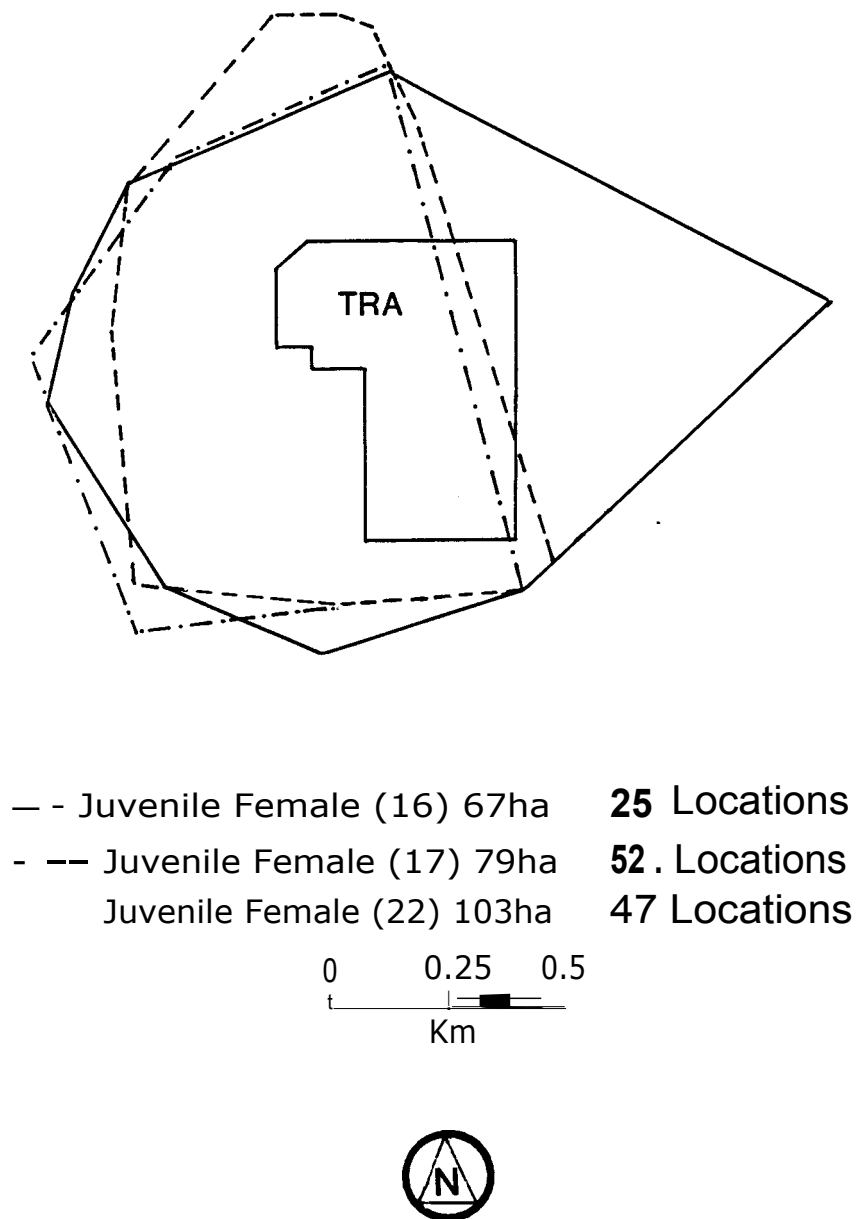 TRA
— - Juvenile Female (16) 67ha 25 Locations
- -- Juvenile Female (17) 79ha 52. Locations
Juvenile Female (22) 103ha 47 Locations
0 0.25 0.5
Km
N